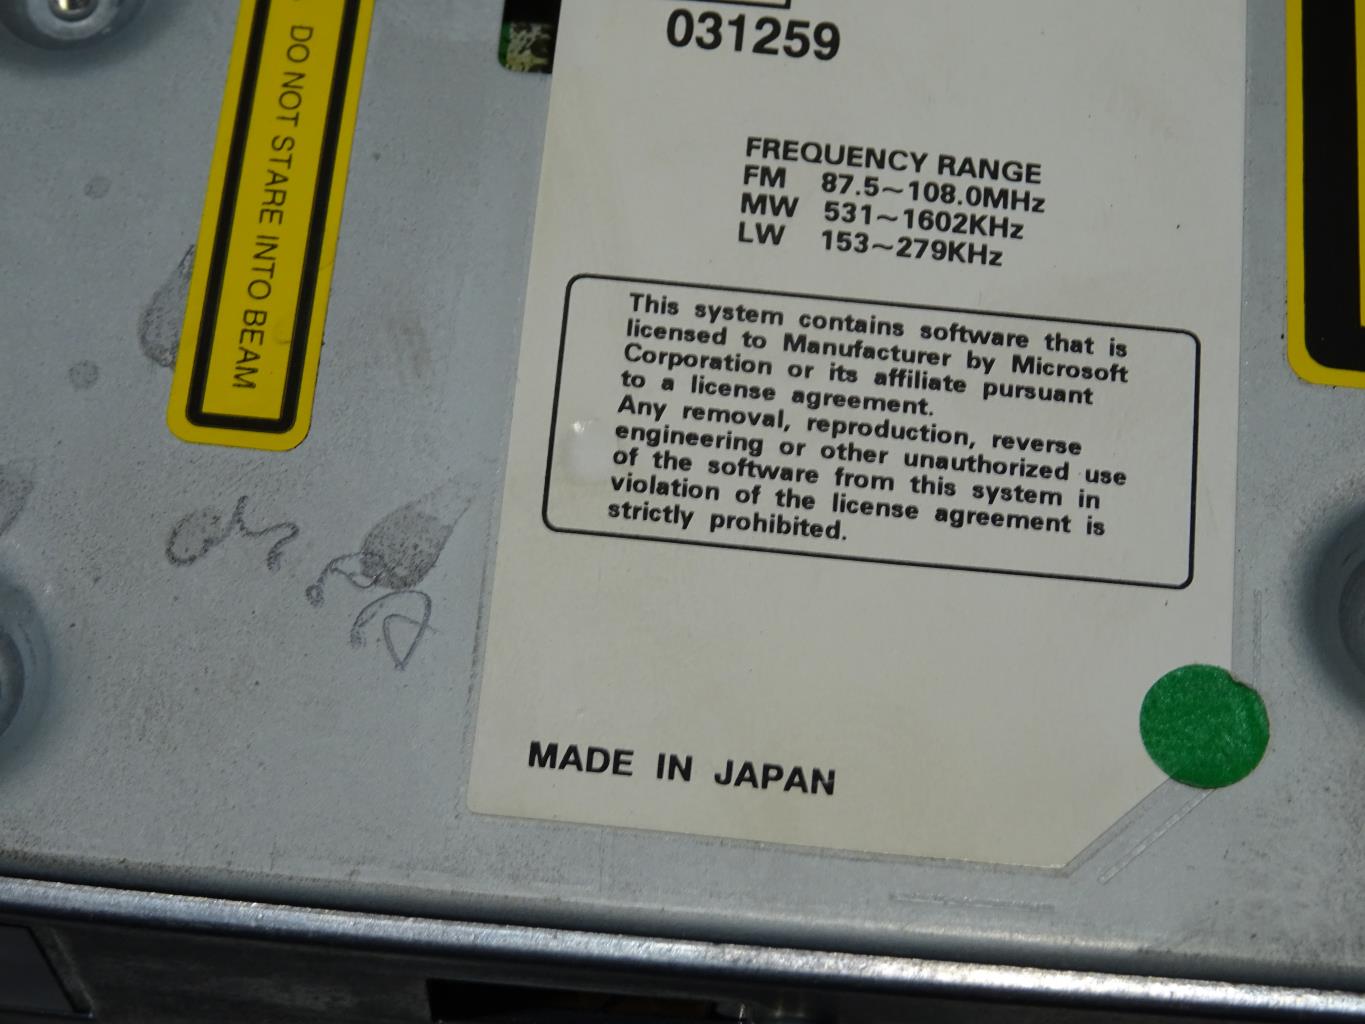 DO NOT STARE INTO BEAM
031259
FREQUENCY RANGE
FM 87.5~108.0MHz
MW 531~1602KHz
LW 153~279KHz
This system contains software that is
licensed to Manufacturer by Microsoft
Corporation or its affiliate pursuant
to a license agreement.
Any removal, reproduction, reverse
engineering or other unauthorized use
of the software from this system in
violation of the license agreement is
strictly prohibited.
MADE IN JAPAN